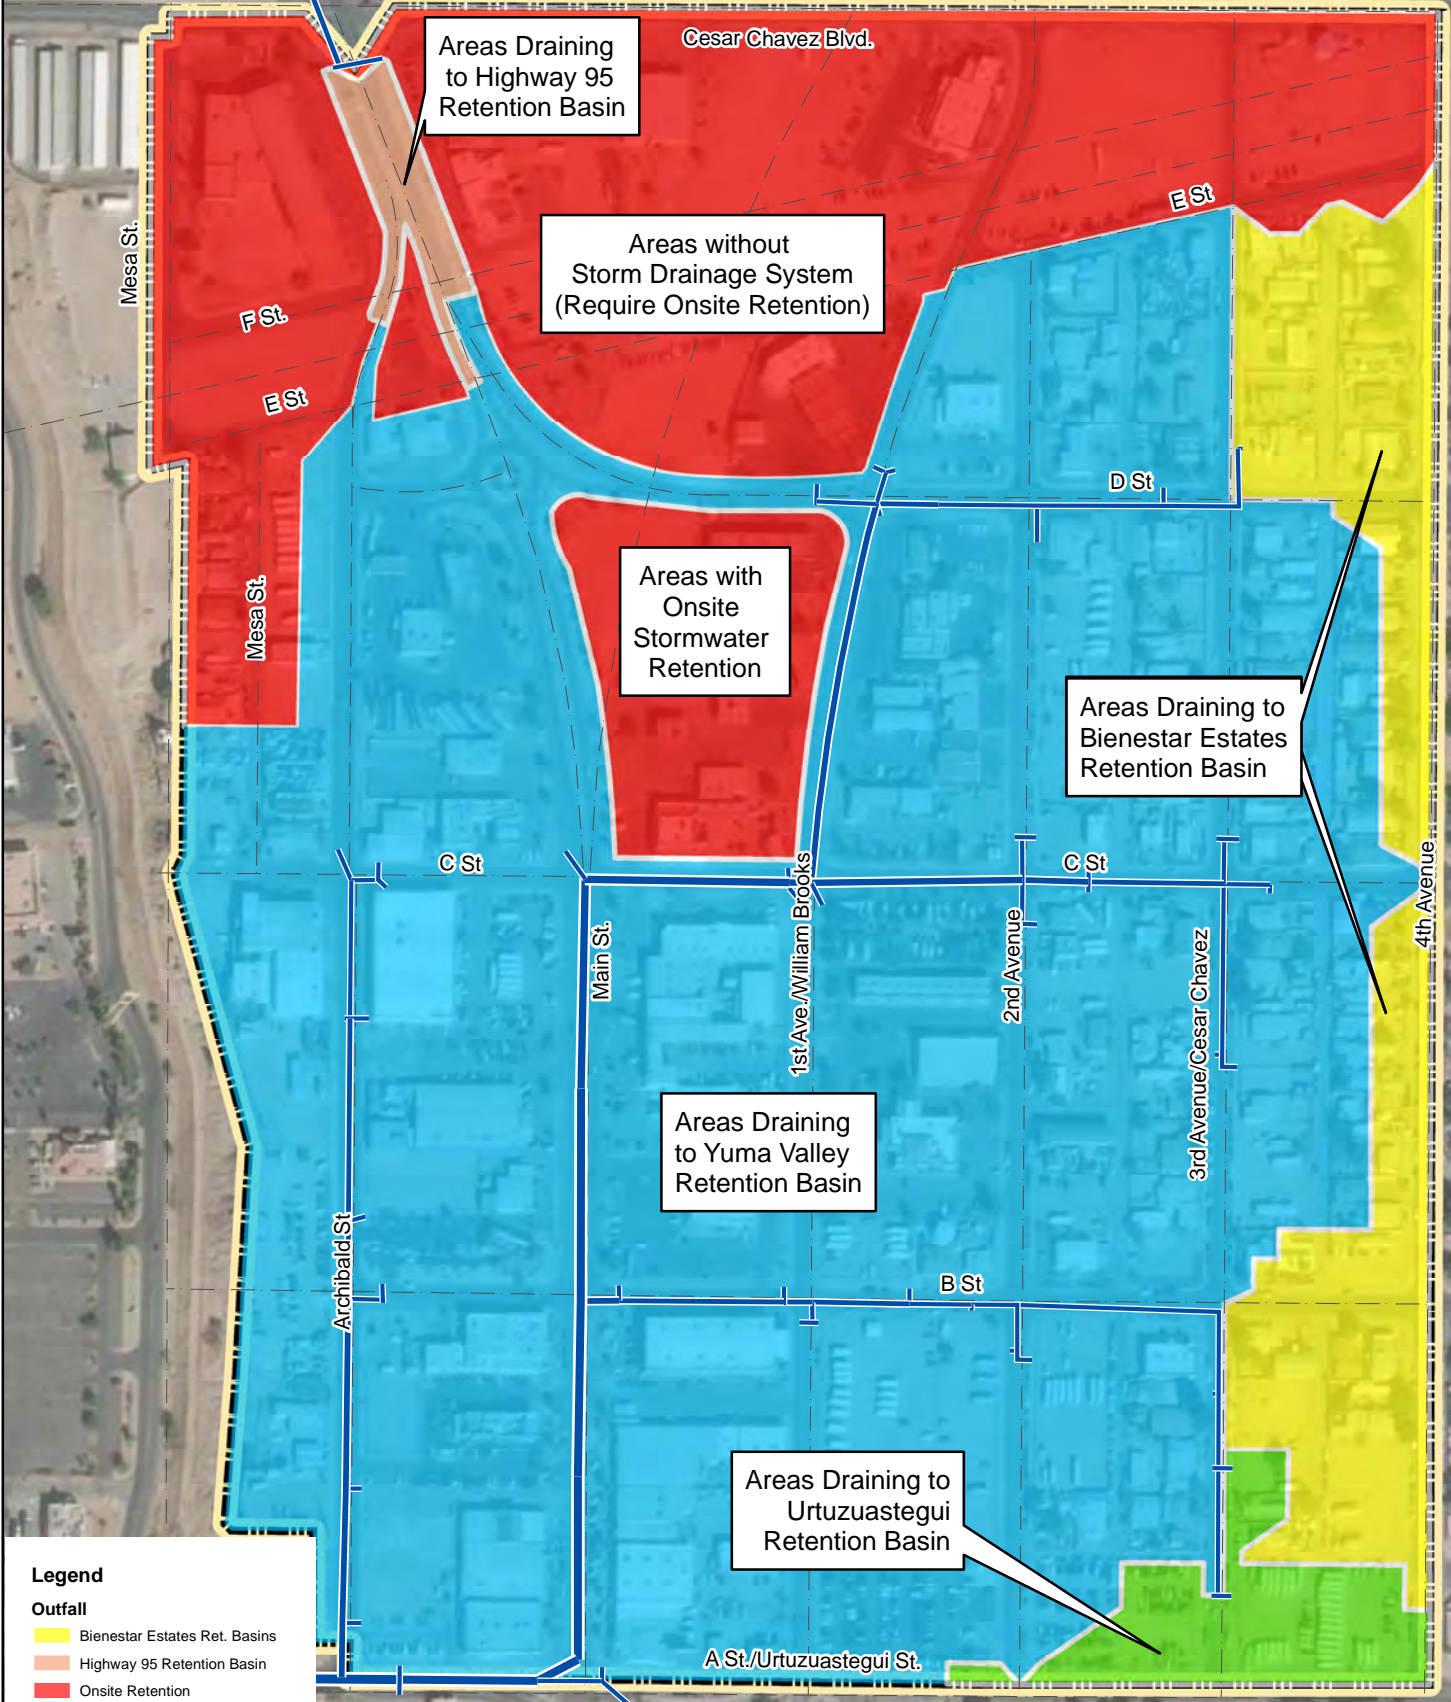 Areas Draining
to Highway 95
Retention Basin
Cesar Chavez Blvd.
E St
Mesa St.
Areas without
Storm Drainage System
(Require Onsite Retention)
F St.
E St
D St
Mesa St.
Areas with
Onsite
Stormwater
Retention
Areas Draining to
Bienestar Estates
Retention Basin
C St
C St
4th Avenue
Main St.
1st Ave./William Brooks
2nd Avenue
3rd Avenue/Cesar Chavez
Areas Draining
to Yuma Valley
Retention Basin
Archibald St
B St
Areas Draining to
Urtuzuastegui
Retention Basin
A St./Urtuzuastegui St.
Legend
Outfall
Bienestar Estates Ret. Basins
Highway 95 Retention Basin
Onsite Retention